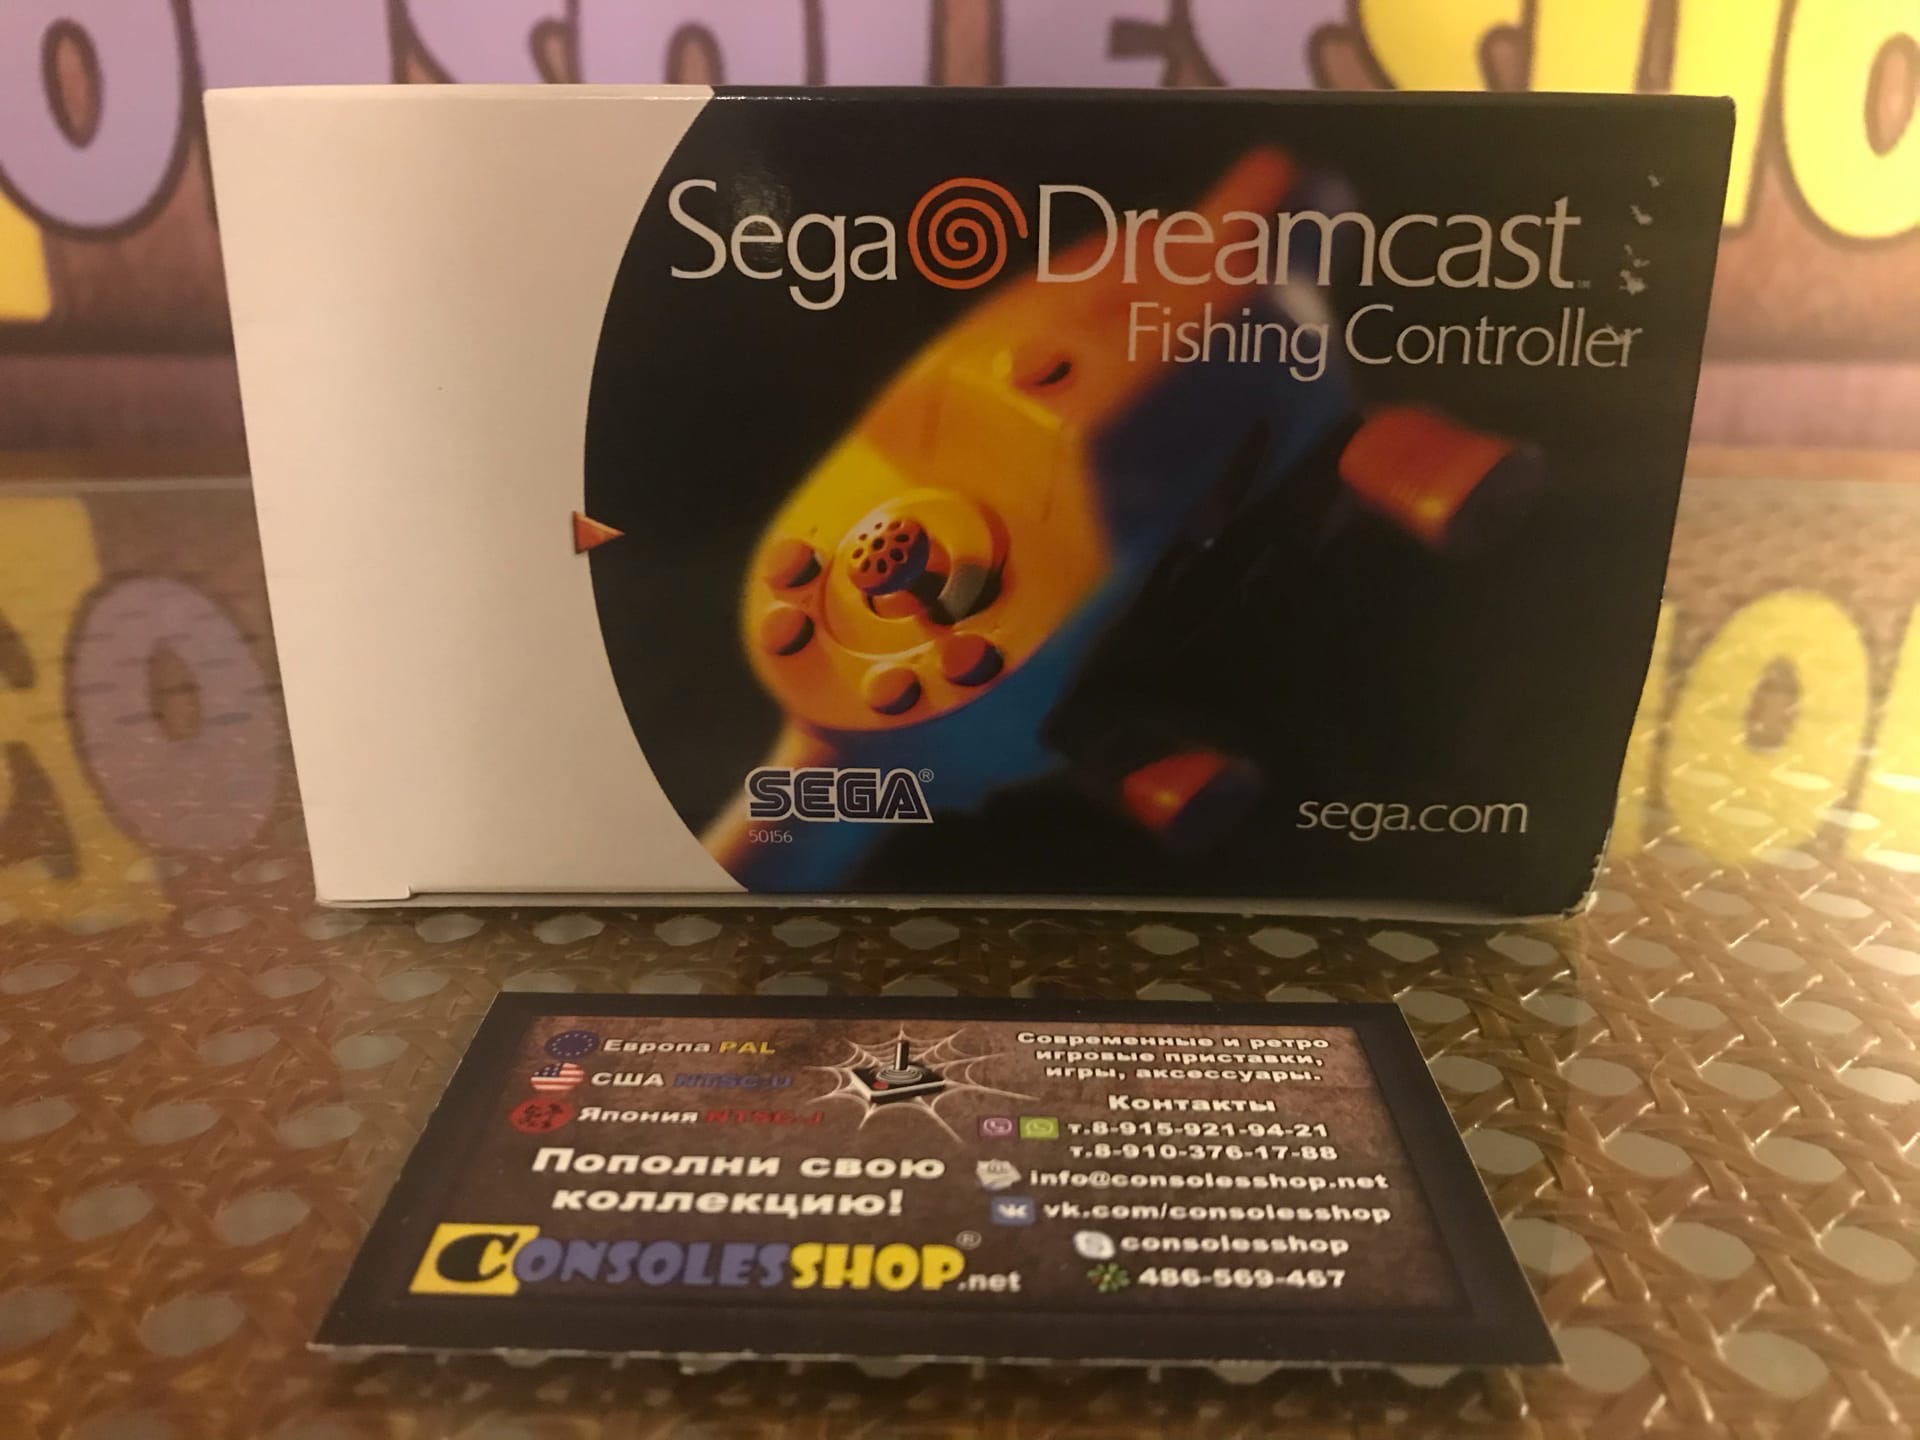 CONSOLESHO
Sega Dreamcast™
Fishing Controller
SEGA®
50156
sega.com
Европа PAL
США NTSC-U
Япония NTSC-J
Пополни свою
коллекцию!
CONSOLESSHOP®.net
Современные и ретро
игровые приставки,
игры, аксессуары.
Контакты
т.8-915-921-94-21
т.8-910-376-17-88
info@consolesshop.net
vk.com/consolesshop
consolesshop
486-569-467